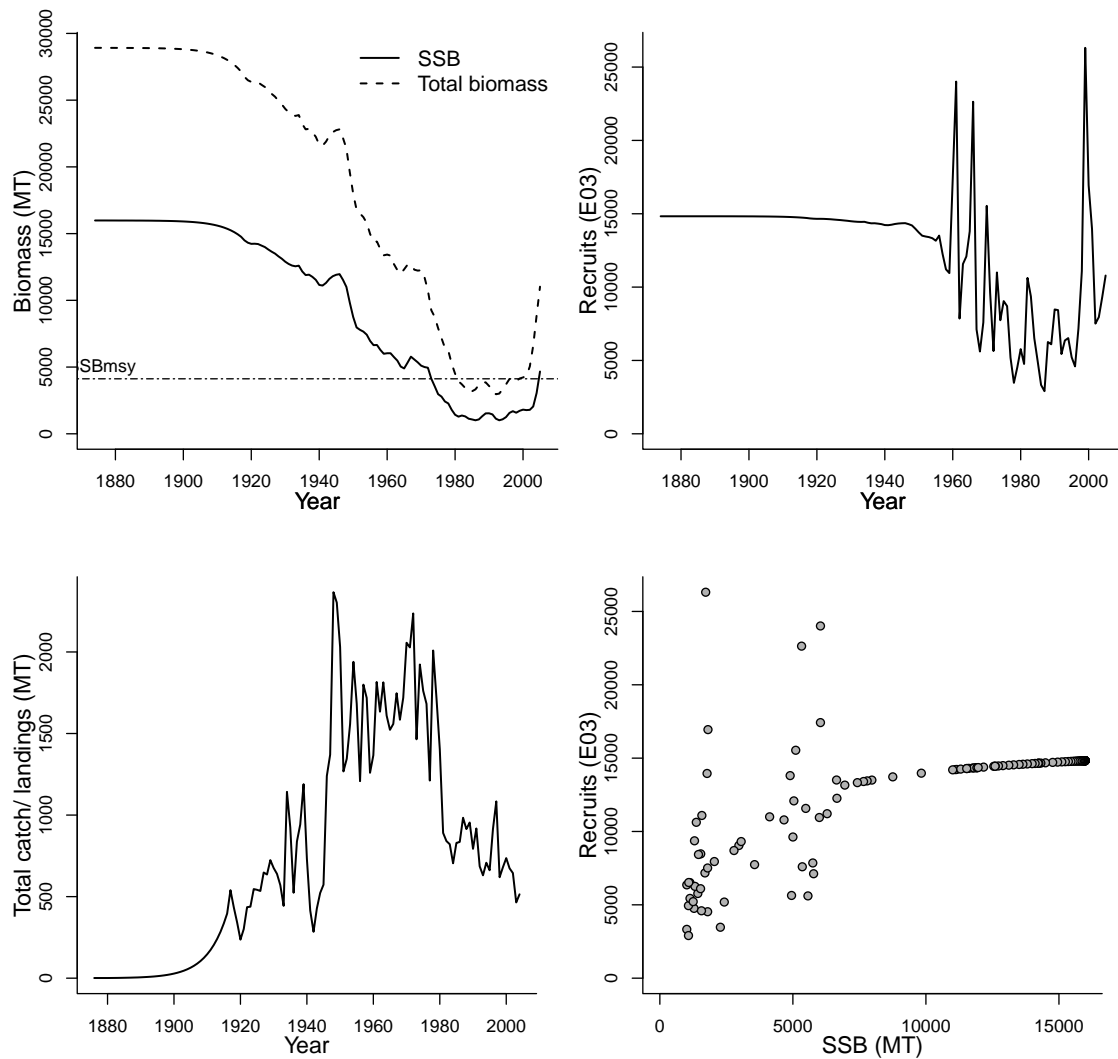 SSB
Total biomass
SBmsy
Biomass (MT)
0 5000 10000 15000 20000 25000 30000
1880 1900 1920 1940 1960 1980 2000
Year
Recruits (E03)
0 5000 10000 15000 20000 25000
1880 1900 1920 1940 1960 1980 2000
Year
Total catch/ landings (MT)
0 500 1000 1500 2000
1880 1900 1920 1940 1960 1980 2000
Year
Recruits (E03)
0 5000 10000 15000 20000 25000
0 5000 10000 15000
SSB (MT)